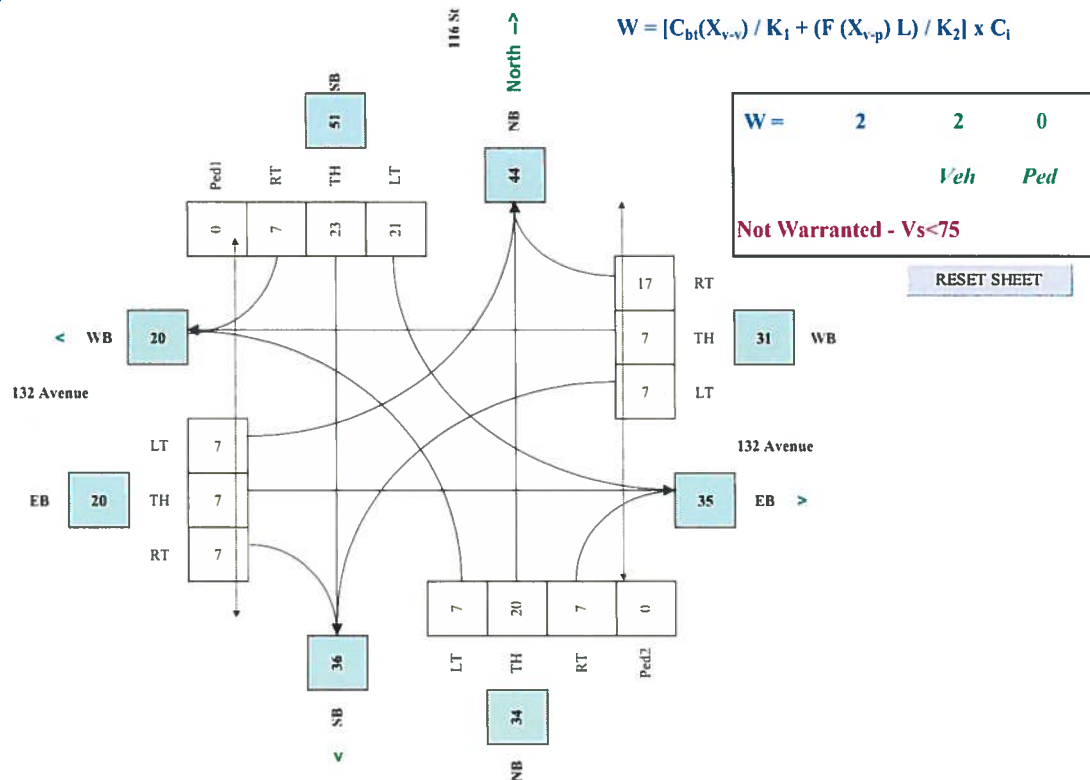 116 St
North -->
W = [Cbt(Xv-v) / K1 + (F (Xv-p) L) / K2] x Ci
W = 2 2 0
Veh Ped
Not Warranted - Vs<75
RESET SHEET
SB
51
Ped1 RT TH LT
0 7 23 21
NB
44
17 RT
7 TH
7 LT
31 WB
< WB 20
132 Avenue
LT 7
TH 7
RT 7
EB 20
132 Avenue
35 EB >
36
SB
<
7 20 7 0
LT TH RT Ped2
34
NB